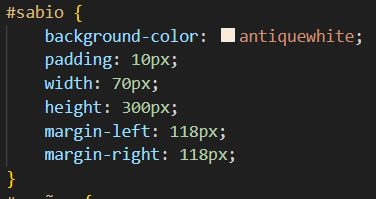 #sabio {
background-color: antiquewhite;
padding: 10px;
width: 70px;
height: 300px;
margin-left: 118px;
margin-right: 118px;
}